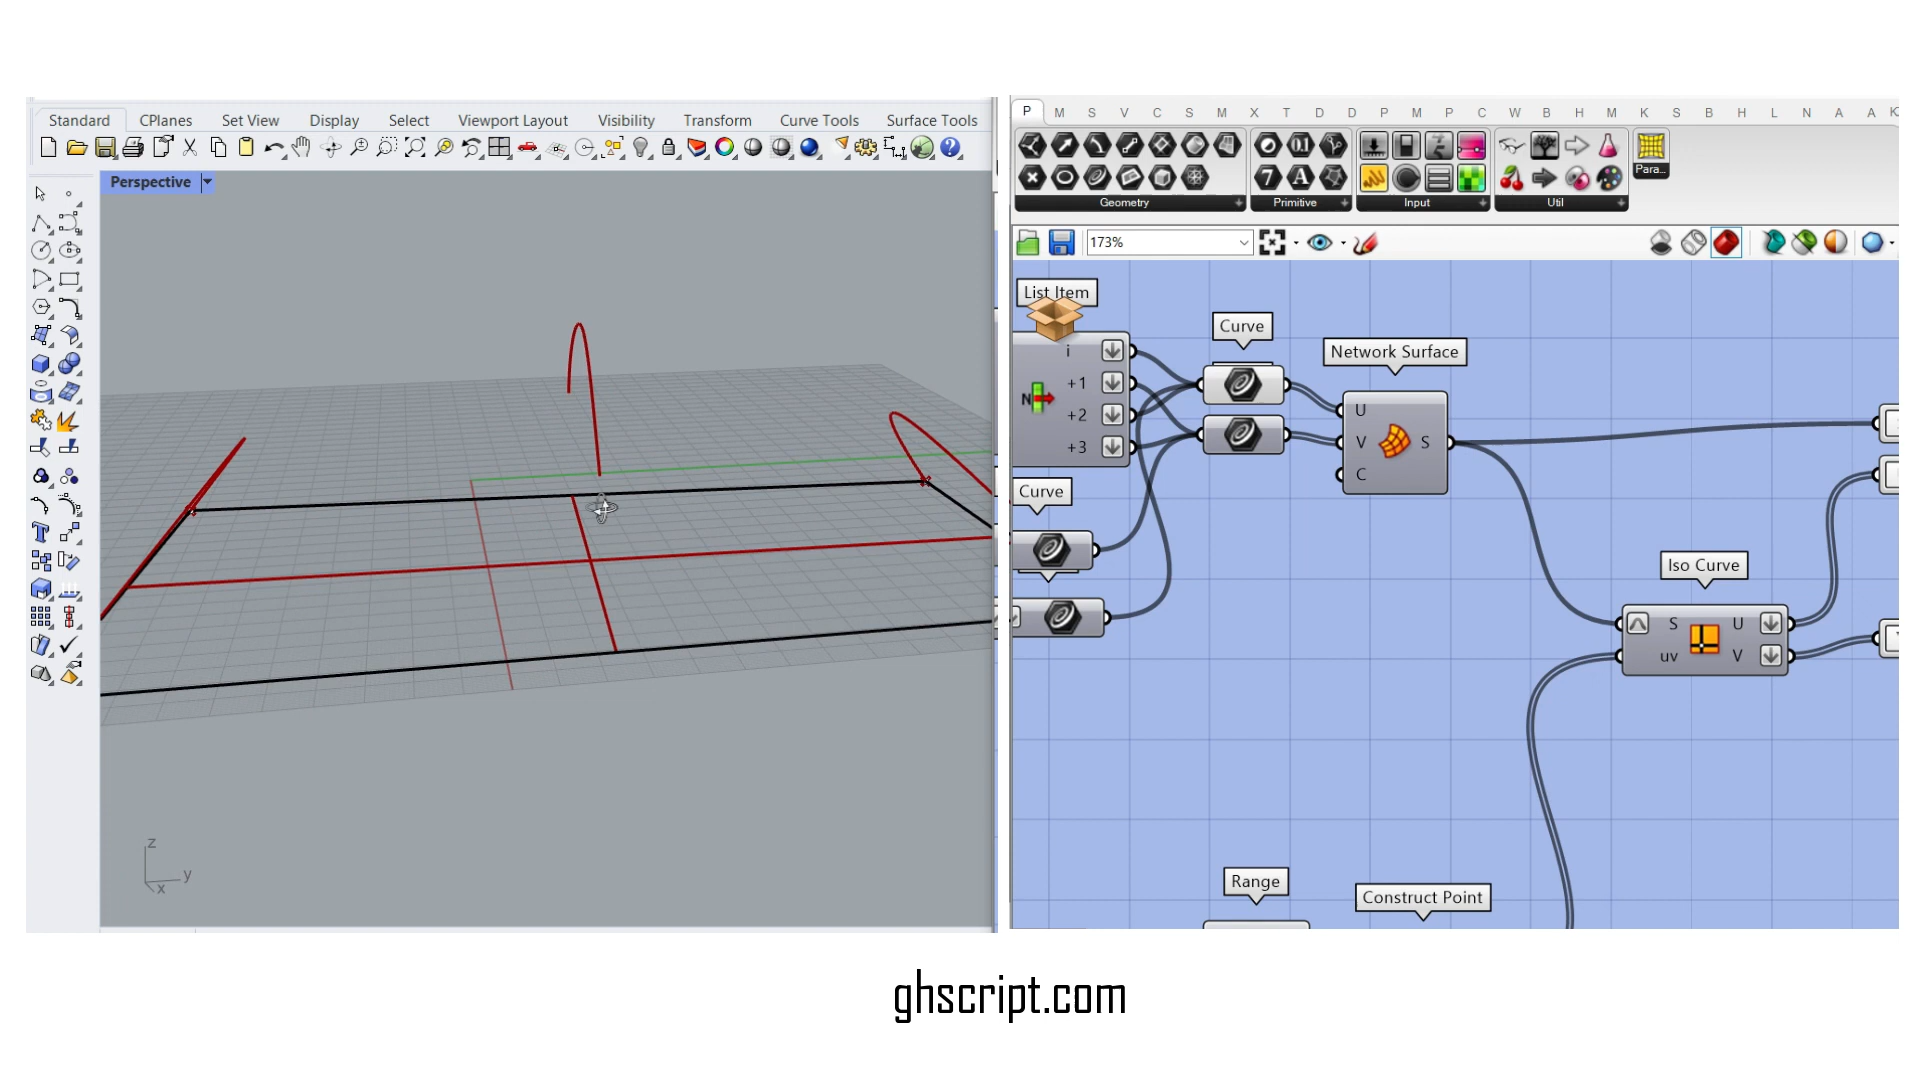 Standard CPlanes Set View Display Select Viewport Layout Visibility Transform Curve Tools Surface Tools
Perspective
z
y
x
P M S V C S M X T D D P M P C W B H M K S B H L N A A K
Geometry Primitive Input Util Para...
173%
List Item
i
+1
+2
+3
N
Curve
Network Surface
U
V S
C
Curve
Iso Curve
S U
uv V
Range
Construct Point
ghscript.com